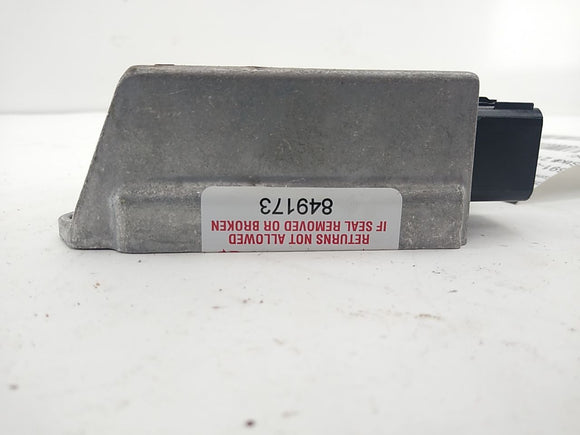 RETURNS NOT ALLOWED
IF SEAL REMOVED OR BROKEN
849173